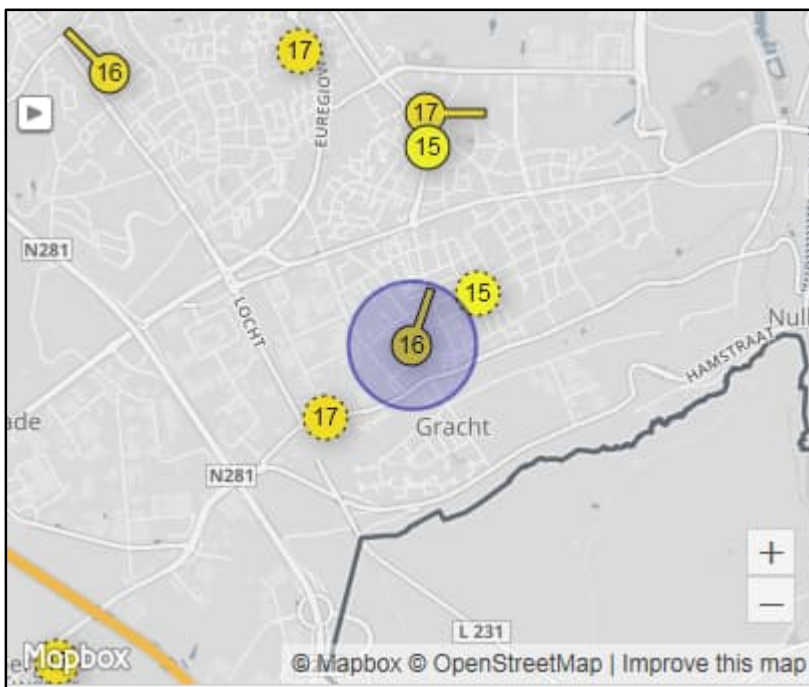 16
17
17
15
EUREGIOW
N281
LOCHT
15
16
Null
HAMSTRAAT
17
ade
Gracht
N281
+
−
L 231
Mapbox
© Mapbox © OpenStreetMap | Improve this map